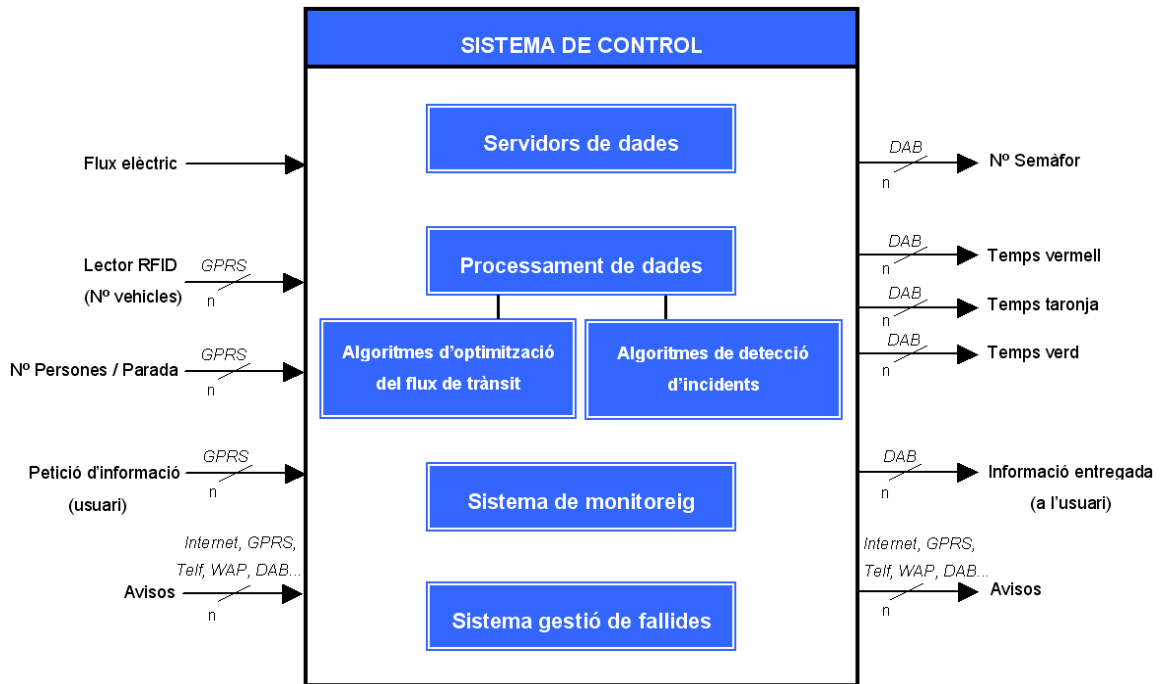 SISTEMA DE CONTROL
Servidors de dades
Flux elèctric
DAB
n
Nº Semàfor
Lector RFID
(Nº vehicles)
GPRS
n
Processament de dades
DAB
n
Temps vermell
DAB
n
Temps taronja
DAB
n
Temps verd
Algoritmes d'optimització
del flux de trànsit
Algoritmes de detecció
d'incidents
Nº Persones / Parada
GPRS
n
Petició d'informació
(usuari)
GPRS
n
Sistema de monitoreig
DAB
n
Informació entregada
(a l'usuari)
Internet, GPRS,
Telf, WAP, DAB...
Avisos
n
Sistema gestió de fallides
Internet, GPRS,
Telf, WAP, DAB...
n
Avisos